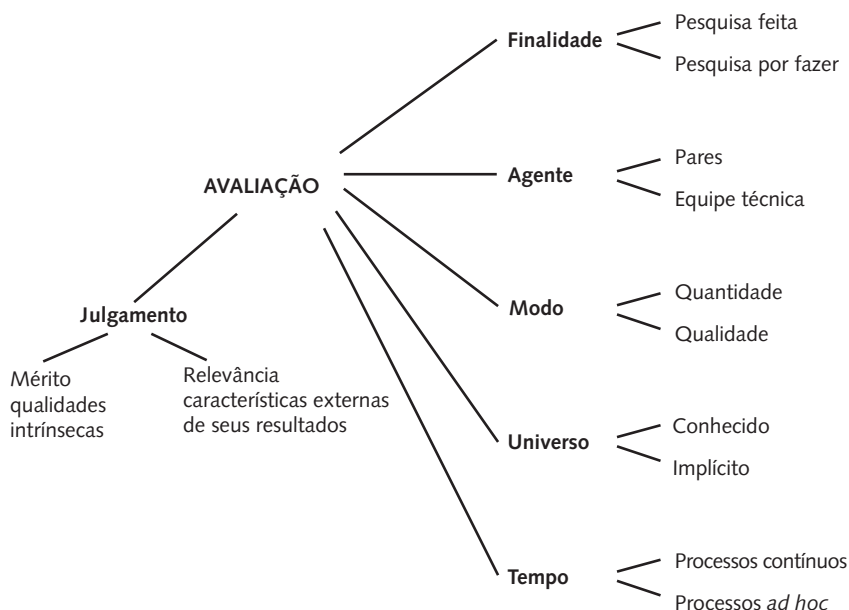 Finalidade
Pesquisa feita
Pesquisa por fazer
AVALIAÇÃO
Agente
Pares
Equipe técnica
Julgamento
Mérito
qualidades
intrínsecas
Relevância
características externas
de seus resultados
Modo
Quantidade
Qualidade
Universo
Conhecido
Implícito
Tempo
Processos contínuos
Processos ad hoc